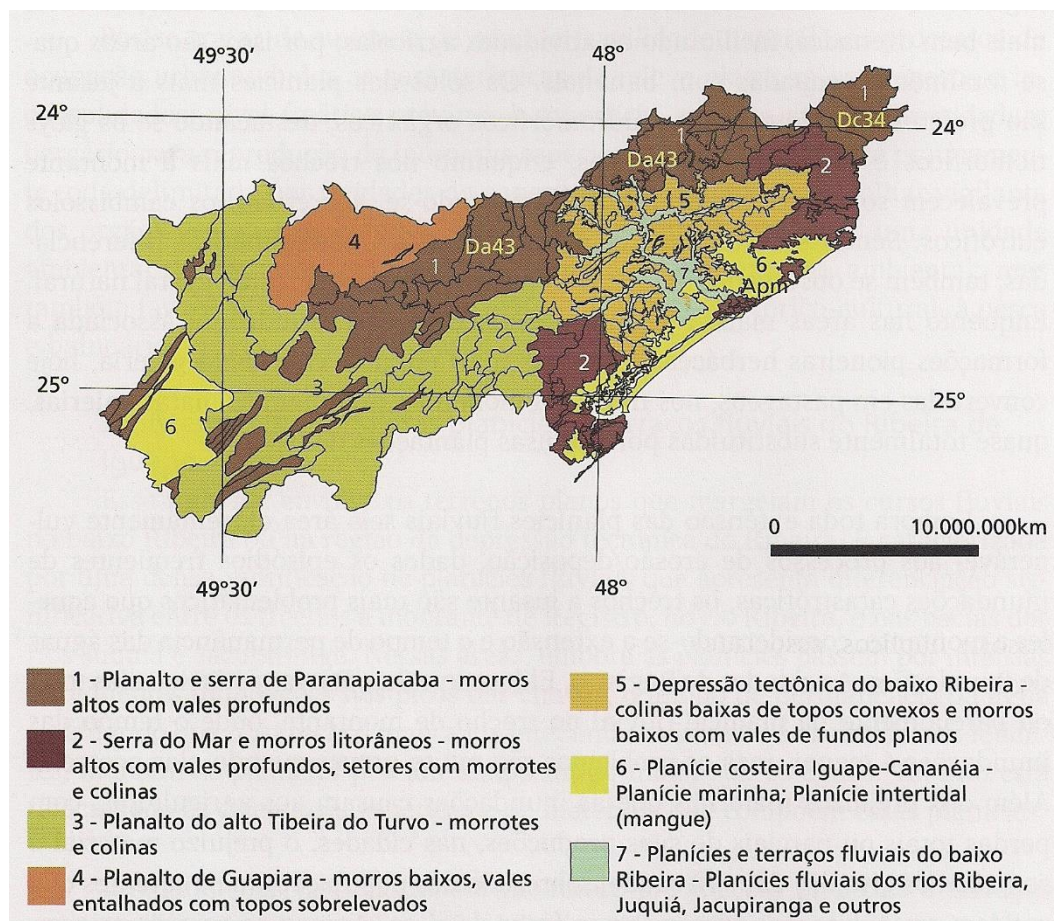 49°30’
48°
24°
24°
1
Dc34
1
Da43
2
5
4
Da43
1
7
6
Apm
2
25°
3
25°
6
0 10.000.000km
49°30’
48°
1 - Planalto e serra de Paranapiacaba - morros
altos com vales profundos
2 - Serra do Mar e morros litorâneos - morros
altos com vales profundos, setores com morrotes
e colinas
3 - Planalto do alto Tibeira do Turvo - morrotes
e colinas
4 - Planalto de Guapiara - morros baixos, vales
entalhados com topos sobrelevados
5 - Depressão tectônica do baixo Ribeira -
colinas baixas de topos convexos e morros
baixos com vales de fundos planos
6 - Planície costeira Iguape-Cananéia -
Planície marinha; Planície intertidal
(mangue)
7 - Planícies e terraços fluviais do baixo
Ribeira - Planícies fluviais dos rios Ribeira,
Juquiá, Jacupiranga e outros